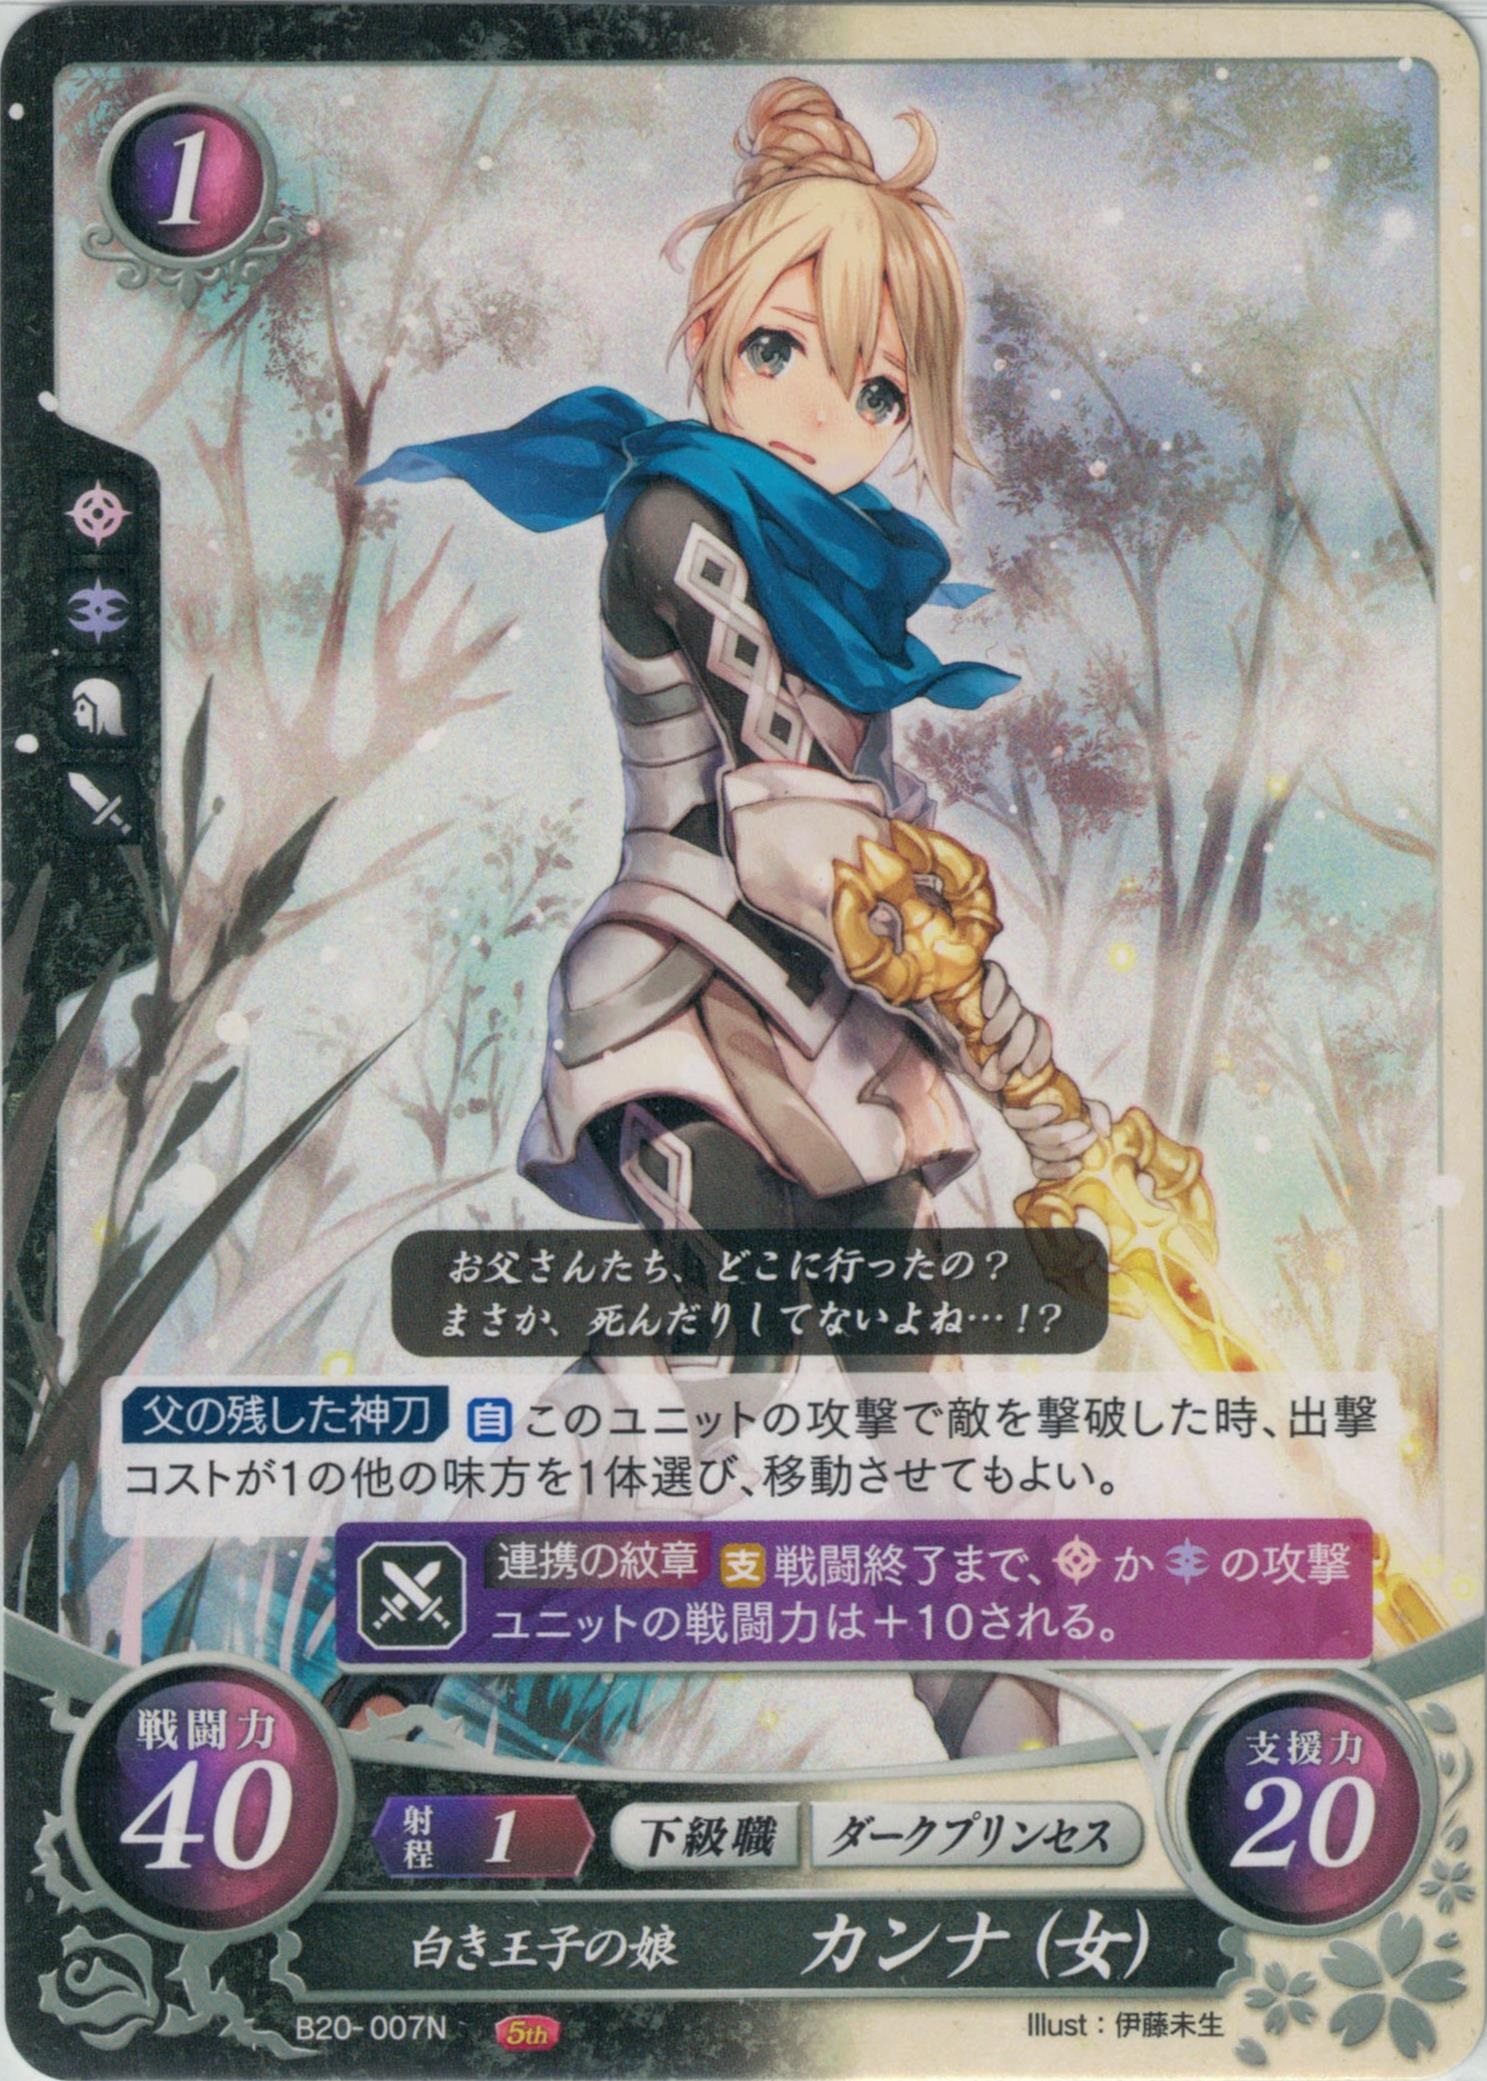 1
お父さんたち、どこに行ったの？
まさか、死んだりしてないよね…！？
父の残した神刀 自 このユニットの攻撃で敵を撃破した時、出撃
コストが1の他の味方を1体選び、移動させてもよい。
連携の紋章 支 戦闘終了まで、か の攻撃
ユニットの戦闘力は＋10される。
戦闘力
40
射程 1
下級職 ダークプリンセス
支援力
20
白き王子の娘 カンナ（女）
B20-007N 5th Illust：伊藤未生